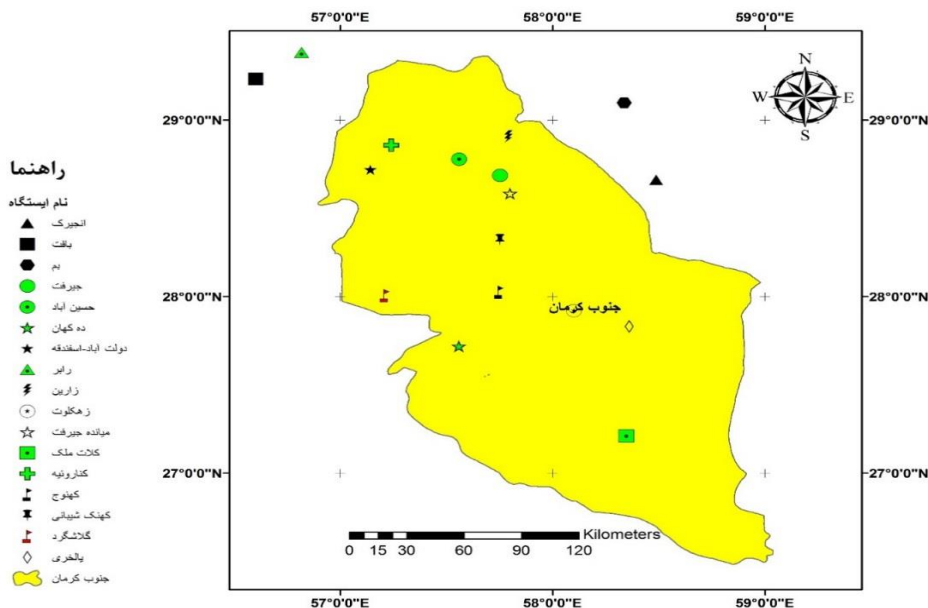 57°0'0"E 58°0'0"E 59°0'0"E
N
W E
S
29°0'0"N 29°0'0"N
28°0'0"N 28°0'0"N
27°0'0"N 27°0'0"N
جنوب کرمان
Kilometers
0 15 30 60 90 120
57°0'0"E 58°0'0"E 59°0'0"E
راهنما
نام ایستگاه
انجیرک
بافت
بم
جیرفت
حسین آباد
ده کهان
دولت آباد-اسفندقه
رابر
زارین
زهکلوت
میانده جیرفت
کلات ملک
کناروئیه
کهنوج
کهنک شیبانی
گلاشگرد
یالخری
جنوب کرمان